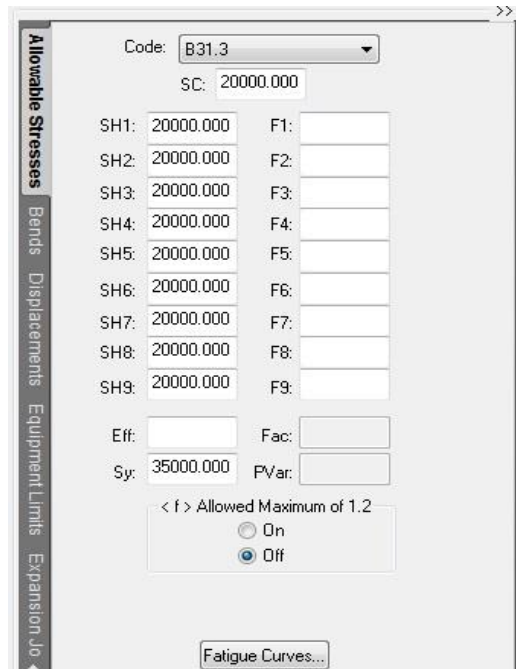 >>
Allowable Stresses
Bends
Displacements
Equipment Limits
Expansion Jo
Code: B31.3
SC: 20000.000
SH1: 20000.000 F1:
SH2: 20000.000 F2:
SH3: 20000.000 F3:
SH4: 20000.000 F4:
SH5: 20000.000 F5:
SH6: 20000.000 F6:
SH7: 20000.000 F7:
SH8: 20000.000 F8:
SH9: 20000.000 F9:
Eff: Fac:
Sy: 35000.000 PVar:
< f > Allowed Maximum of 1.2
On
Off
Fatigue Curves...